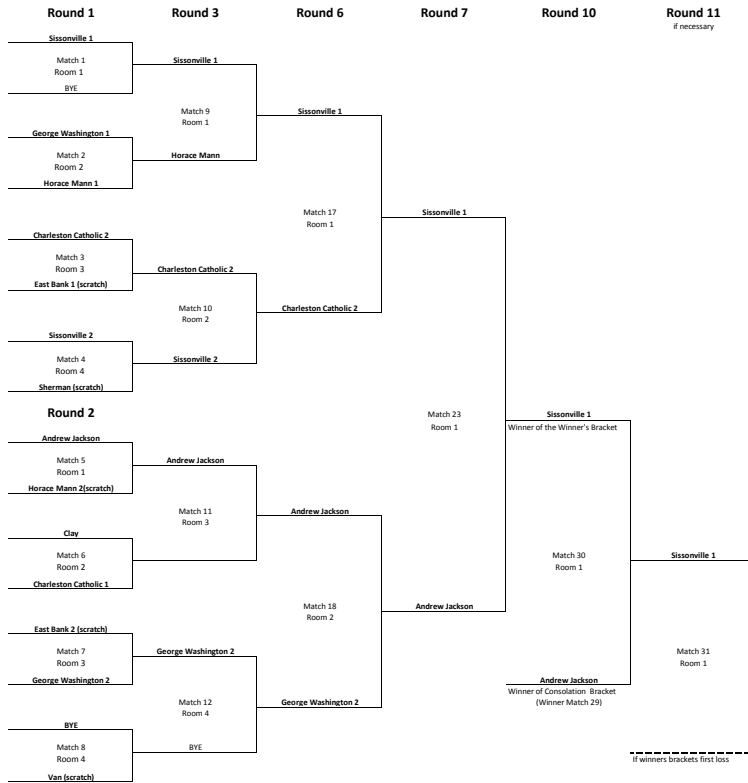 Round 1
Round 3
Round 6
Round 7
Round 10
Round 11
if necessary
Sissonville 1
Match 1
Room 1
BYE
Sissonville 1
Match 9
Room 1
Sissonville 1
George Washington 1
Match 2
Room 2
Horace Mann
Horace Mann 1
Match 17
Room 1
Sissonville 1
Charleston Catholic 2
Match 3
Room 3
Charleston Catholic 2
East Bank 1 (scratch)
Match 10
Room 2
Charleston Catholic 2
Sissonville 2
Match 4
Room 4
Sissonville 2
Sherman (scratch)
Round 2
Match 23
Room 1
Sissonville 1
Winner of the Winner's Bracket
Andrew Jackson
Match 5
Room 1
Andrew Jackson
Horace Mann 2(scratch)
Match 11
Room 3
Andrew Jackson
Clay
Match 6
Room 2
Charleston Catholic 1
Match 30
Room 1
Sissonville 1
Match 18
Room 2
Andrew Jackson
East Bank 2 (scratch)
Match 7
Room 3
George Washington 2
George Washington 2
Match 12
Room 4
George Washington 2
Match 31
Room 1
Andrew Jackson
Winner of Consolation Bracket
(Winner Match 29)
BYE
Match 8
Room 4
BYE
Van (scratch)
If winners brackets first loss